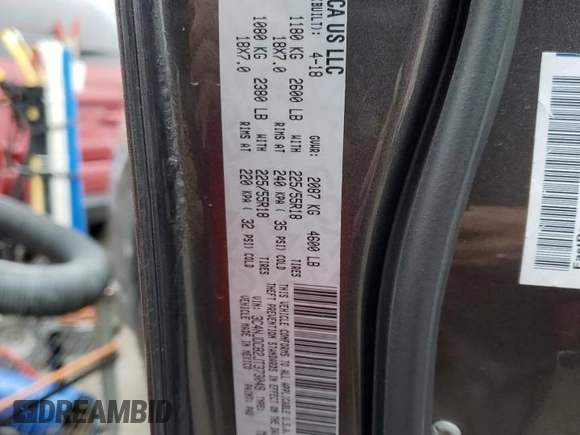 CA US LLC
(BUILT): 4-18 GVWR: 2087 KG 4600 LB
1180 KG 2600 LB WITH 225/55R18 TIRES
18X7.0 RIMS AT 240 KPA ( 35 PSI) COLD
1080 KG 2380 LB WITH 225/55R18 TIRES
18X7.0 RIMS AT 220 KPA ( 32 PSI) COLD
THIS VEHICLE CONFORMS TO ALL APPLICABLE U.S.A.
THEFT PREVENTION STANDARDS IN EFFECT ON THE DA
VIN: TYPE:
MEXICO PAINT:
DREAMBID